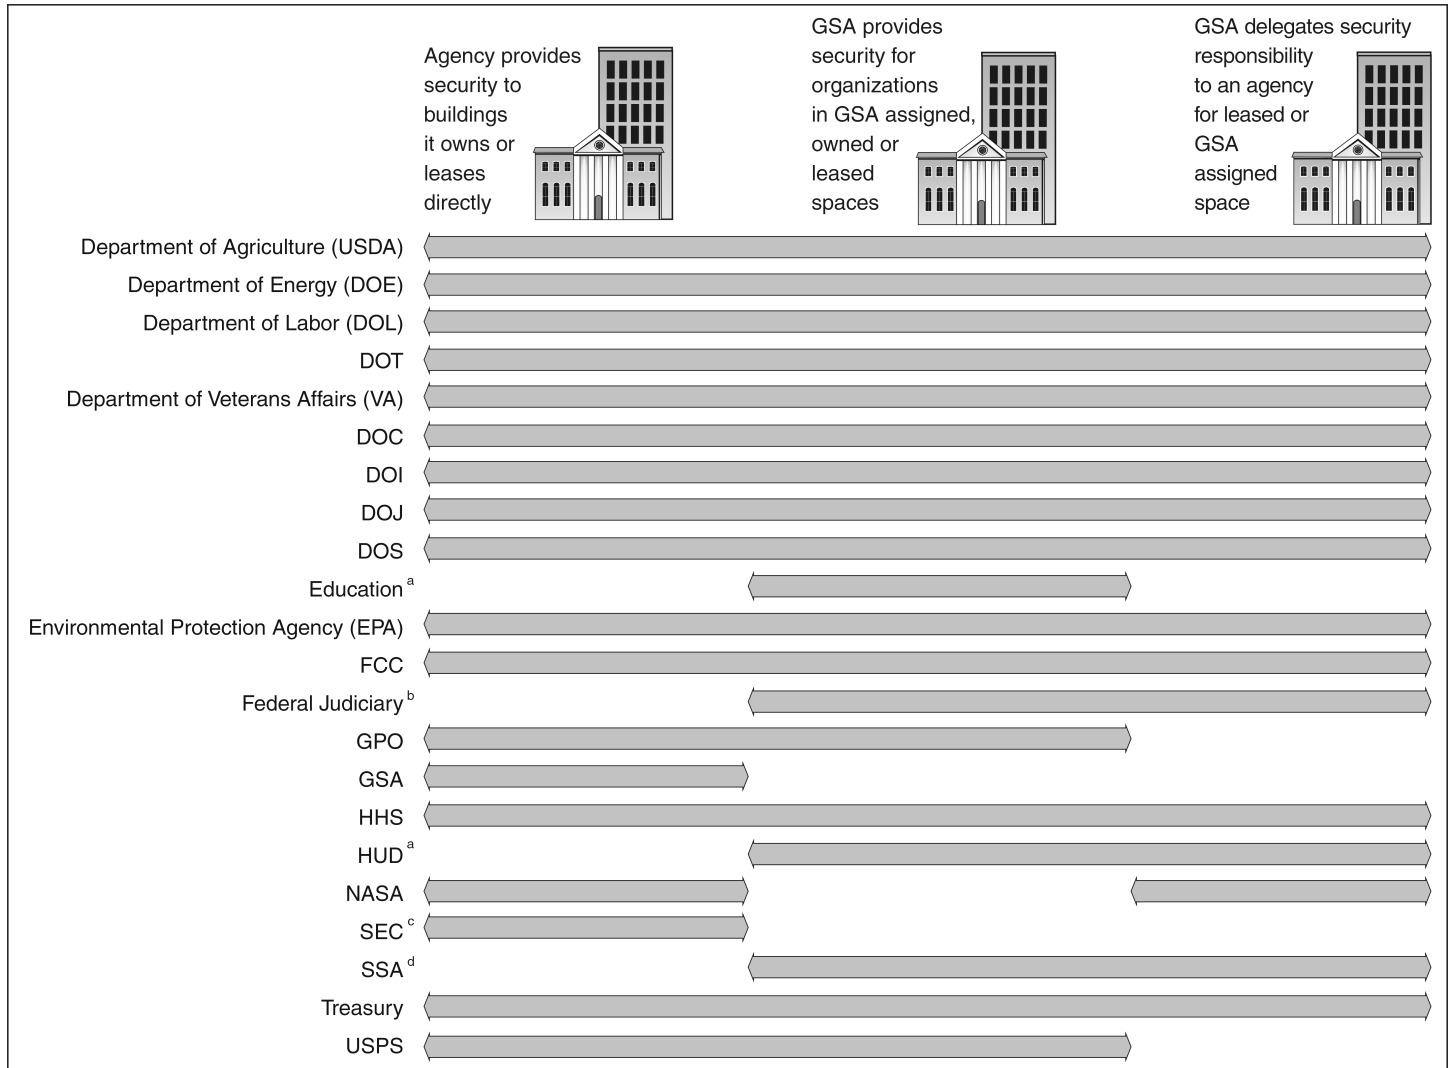 Agency provides
security to
buildings
it owns or
leases
directly
GSA provides
security for
organizations
in GSA assigned,
owned or
leased
spaces
GSA delegates security
responsibility
to an agency
for leased or
GSA
assigned
space
Department of Agriculture (USDA)
Department of Energy (DOE)
Department of Labor (DOL)
DOT
Department of Veterans Affairs (VA)
DOC
DOI
DOJ
DOS
Education a
Environmental Protection Agency (EPA)
FCC
Federal Judiciary b
GPO
GSA
HHS
HUD a
NASA
SEC c
SSA d
Treasury
USPS